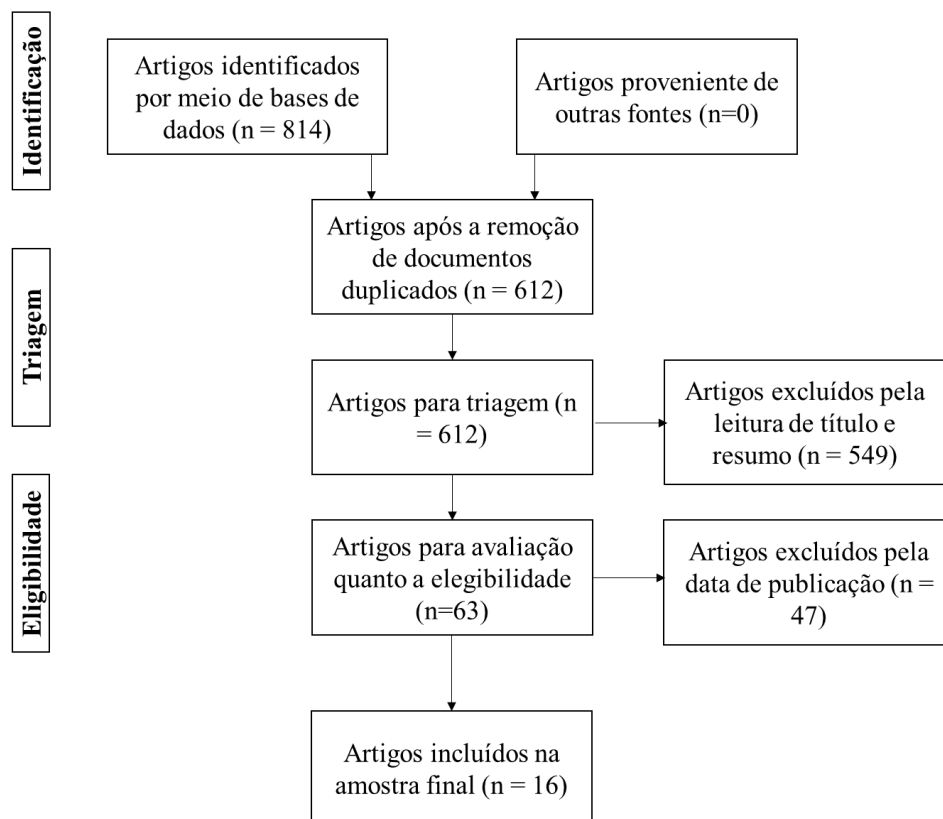 Identificação
Artigos identificados
por meio de bases de
dados (n = 814)
Artigos proveniente de
outras fontes (n=0)
Artigos após a remoção
de documentos
duplicados (n = 612)
Triagem
Artigos para triagem (n
= 612)
Artigos excluídos pela
leitura de título e
resumo (n = 549)
Eligibilidade
Artigos para avaliação
quanto a elegibilidade
(n=63)
Artigos excluídos pela
data de publicação (n =
47)
Artigos incluídos na
amostra final (n = 16)